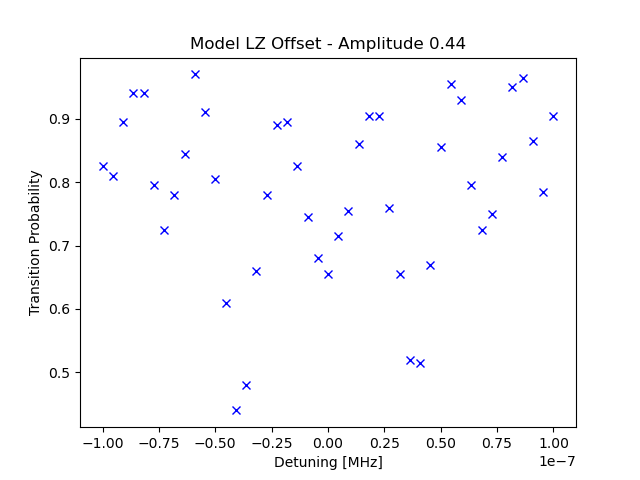 Model LZ Offset - Amplitude 0.44
Transition Probability
0.9
0.8
0.7
0.6
0.5
−1.00 −0.75 −0.50 −0.25 0.00 0.25 0.50 0.75 1.00
1e−7
Detuning [MHz]